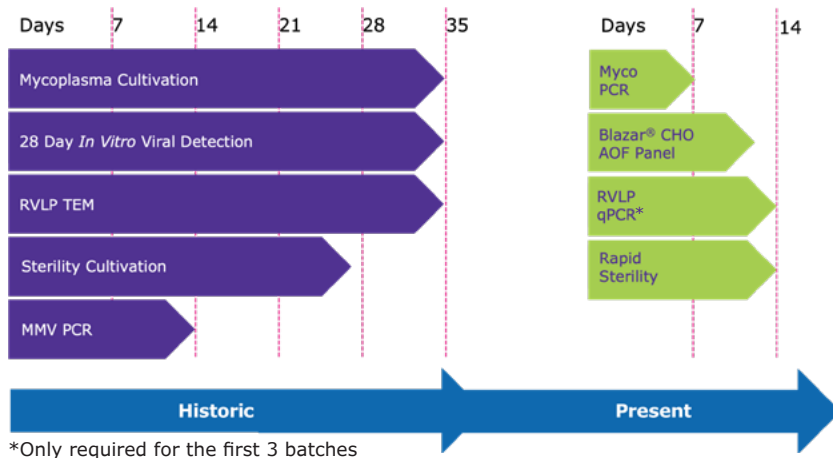 Days 7 14 21 28 35
Mycoplasma Cultivation
28 Day In Vitro Viral Detection
RVLP TEM
Sterility Cultivation
MMV PCR
Days 7 14
Myco
PCR
Blazar® CHO
AOF Panel
RVLP
qPCR*
Rapid
Sterility
Historic
Present
*Only required for the first 3 batches